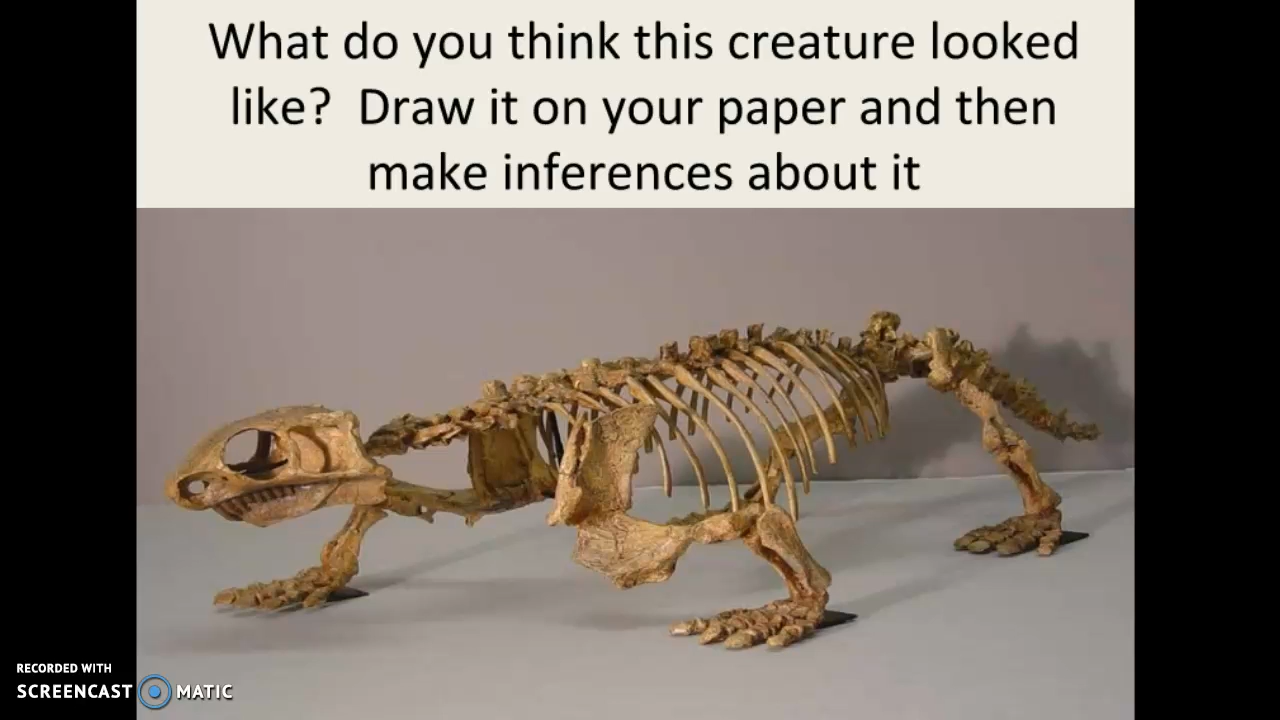 What do you think this creature looked
like?  Draw it on your paper and then
make inferences about it
RECORDED WITH
SCREENCAST MATIC